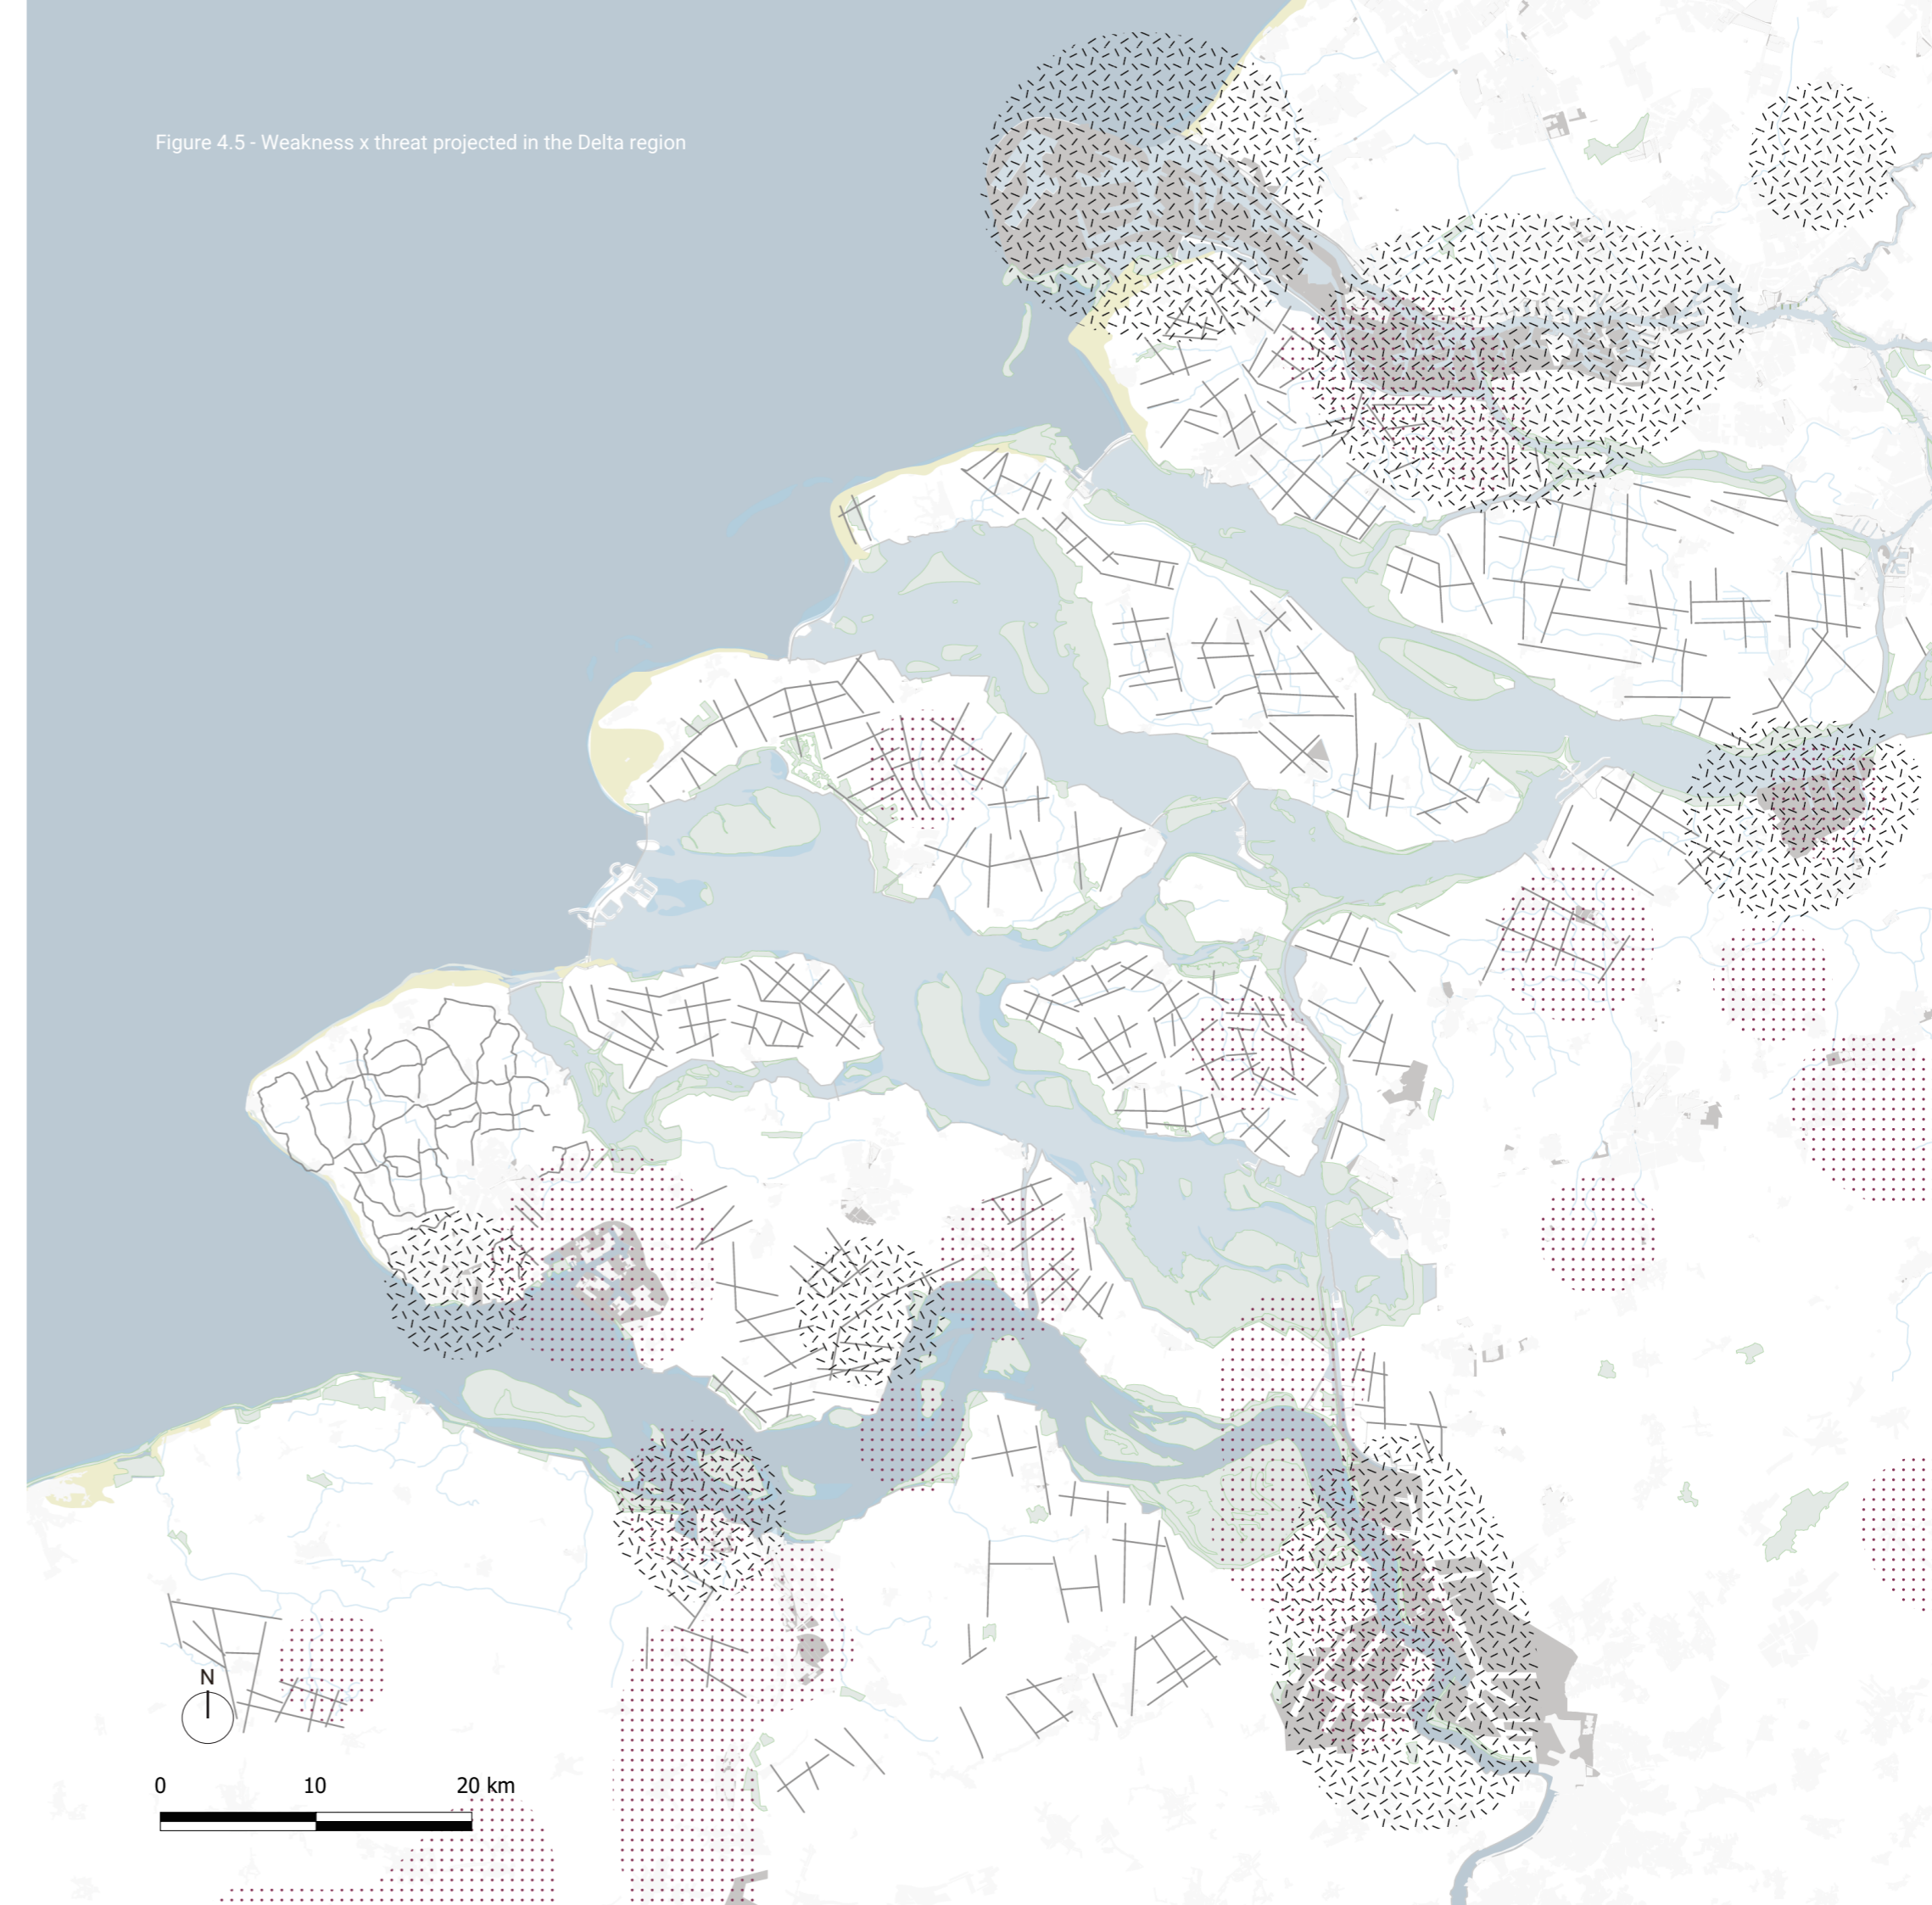 Figure 4.5 - Weakness x threat projected in the Delta region
N
0 10 20 km